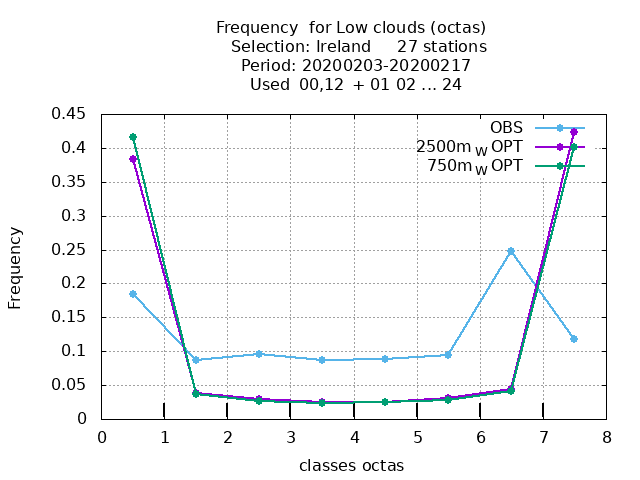 Frequency  for Low clouds (octas)
Selection: Ireland     27 stations
Period: 20200203-20200217
Used  00,12  + 01 02 ... 24
OBS
2500m W OPT
750m W OPT
0.45
0.4
0.35
0.3
0.25
0.2
0.15
0.1
0.05
0
Frequency
0 1 2 3 4 5 6 7 8
classes octas